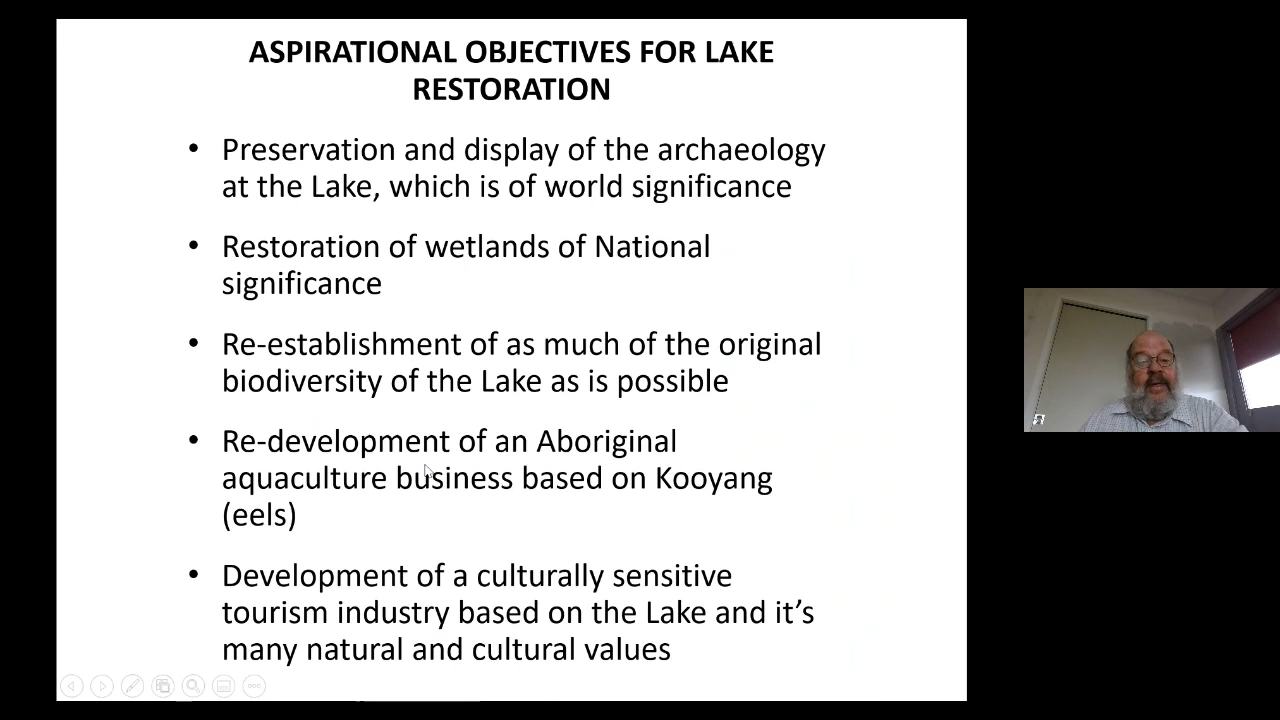 ASPIRATIONAL OBJECTIVES FOR LAKE
RESTORATION
• Preservation and display of the archaeology
at the Lake, which is of world significance
• Restoration of wetlands of National
significance
• Re-establishment of as much of the original
biodiversity of the Lake as is possible
• Re-development of an Aboriginal
aquaculture business based on Kooyang
(eels)
• Development of a culturally sensitive
tourism industry based on the Lake and it’s
many natural and cultural values